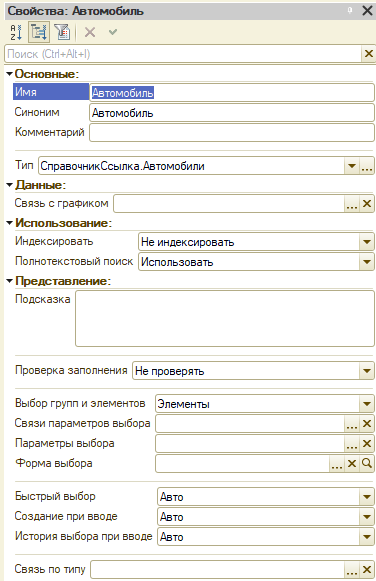 Свойства: Автомобиль
Поиск (Ctrl+Alt+I)
Основные:
Имя Автомобиль
Синоним Автомобиль
Комментарий
Тип СправочникСсылка.Автомобили
Данные:
Связь с графиком
Использование:
Индексировать Не индексировать
Полнотекстовый поиск Использовать
Представление:
Подсказка
Проверка заполнения Не проверять
Выбор групп и элементов Элементы
Связи параметров выбора
Параметры выбора
Форма выбора
Быстрый выбор Авто
Создание при вводе Авто
История выбора при вводе Авто
Связь по типу